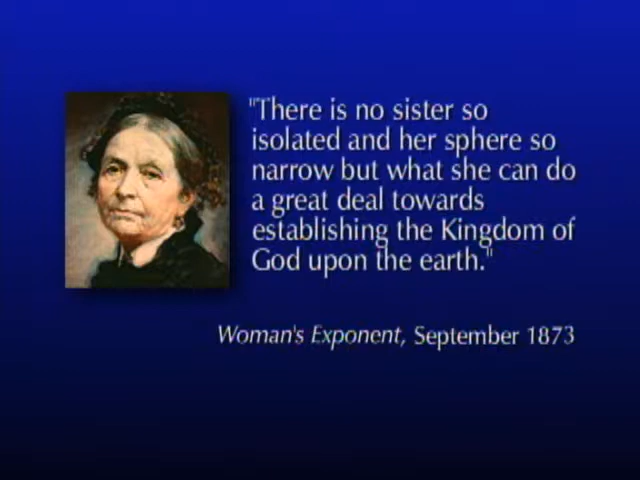 "There is no sister so
isolated and her sphere so
narrow but what she can do
a great deal towards
establishing the Kingdom of
God upon the earth."
Woman's Exponent, September 1873